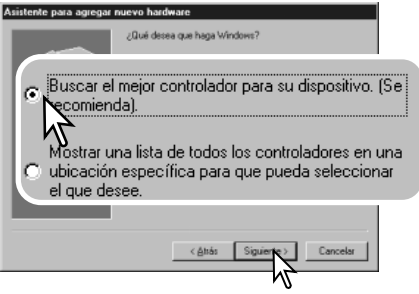 Asistente para agregar nuevo hardware
¿Qué desea que haga Windows?
Buscar el mejor controlador para su dispositivo. (Se
recomienda).
Mostrar una lista de todos los controladores en una
ubicación específica para que pueda seleccionar
el que desee.
< Atrás Siguiente > Cancelar